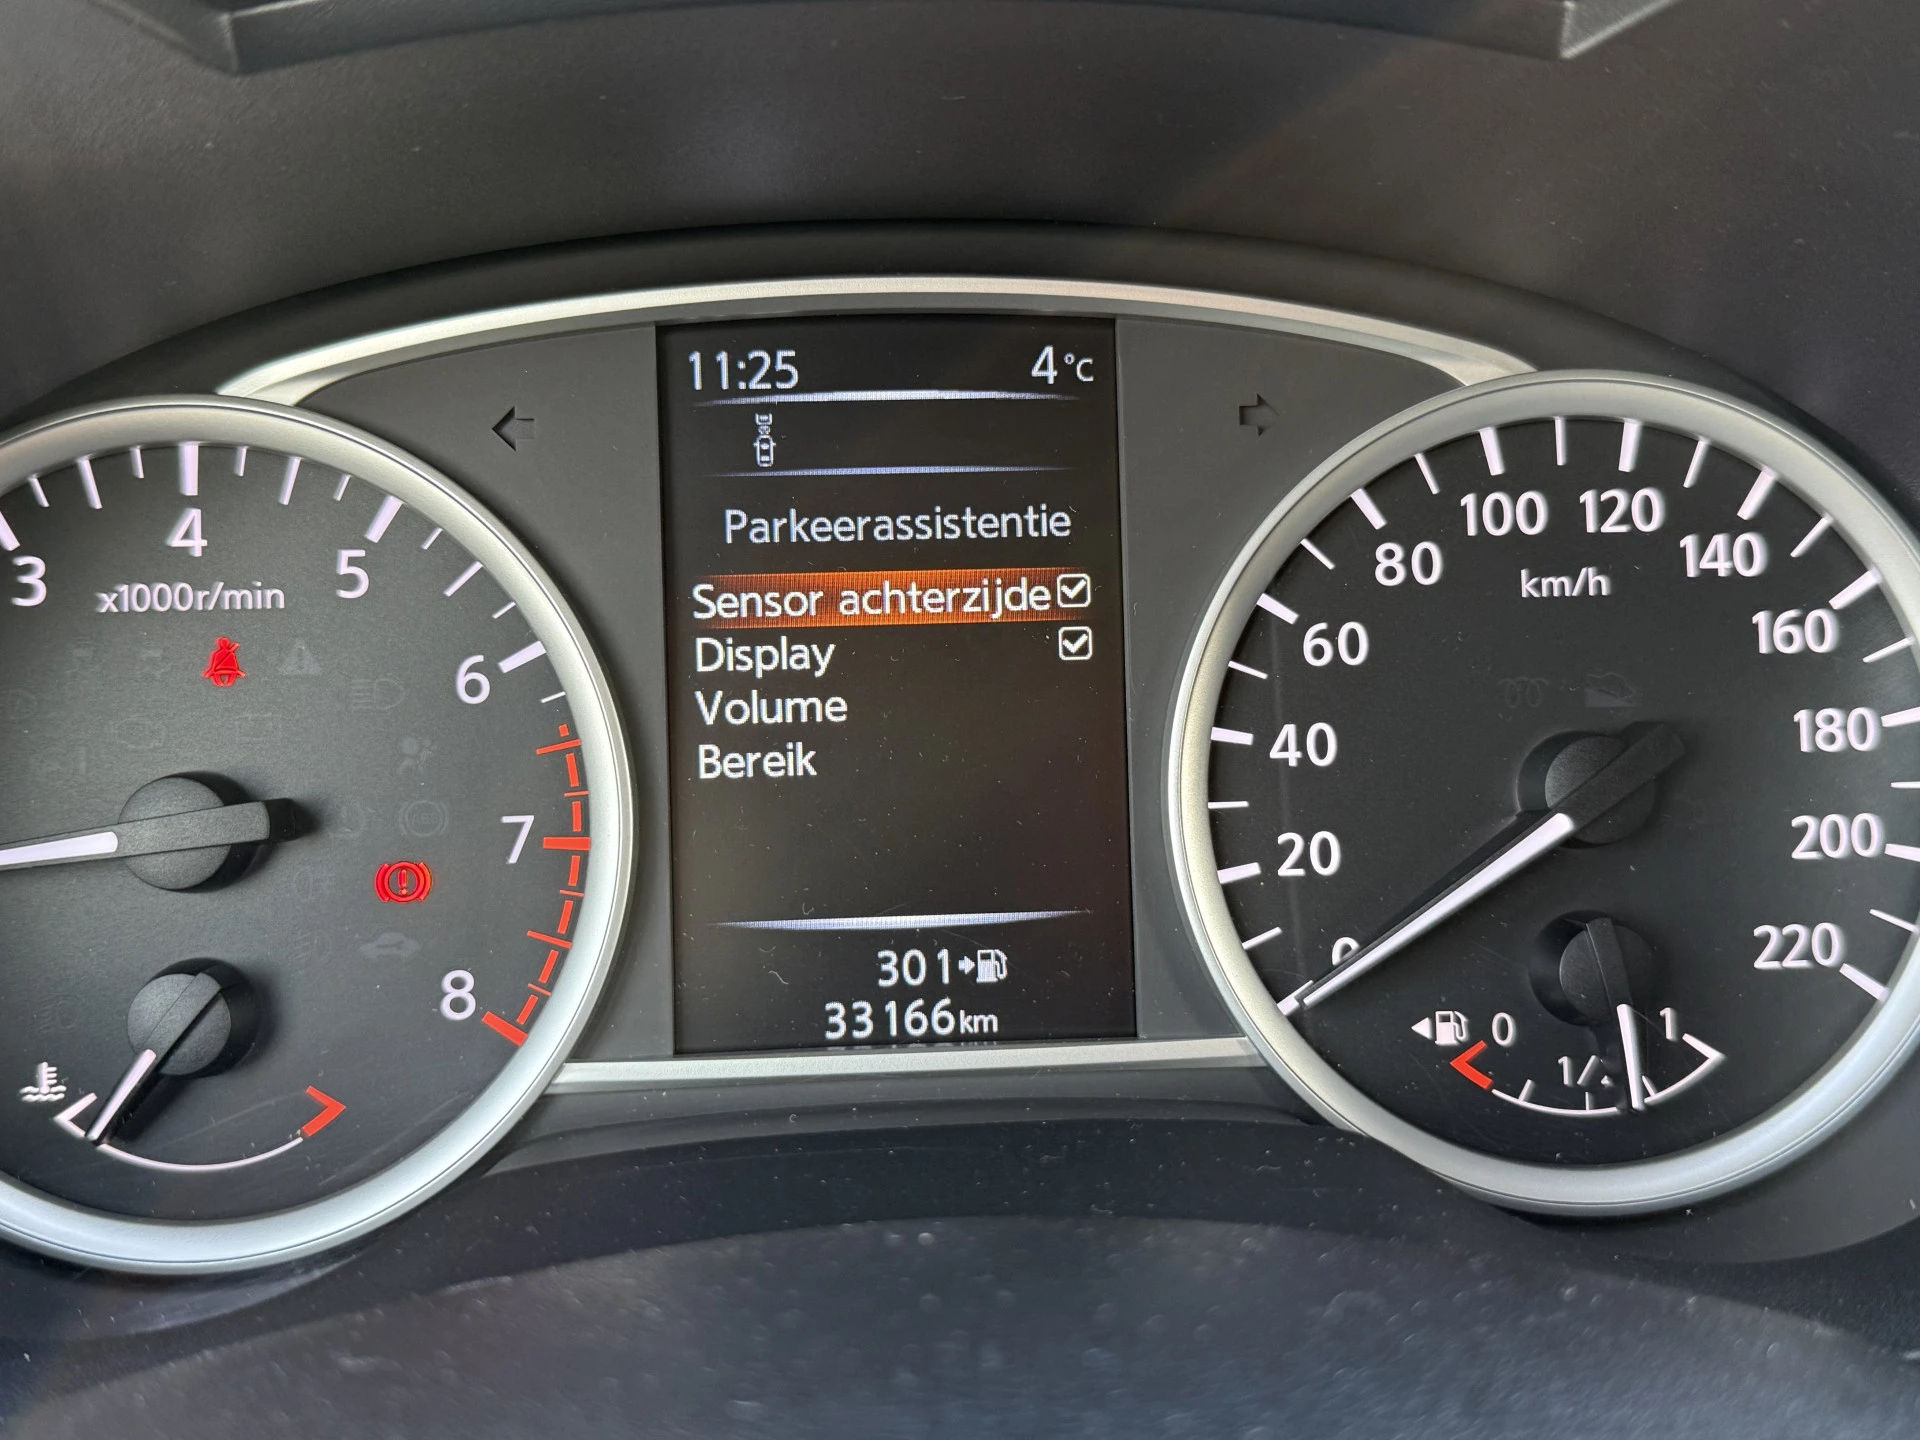 11:25 4°C
Parkeerassistentie
Sensor achterzijde
Display
Volume
Bereik
301
33166km
3
4
5
6
7
8
x1000r/min
0
20
40
60
80
100
120
140
160
180
200
220
km/h
0
1